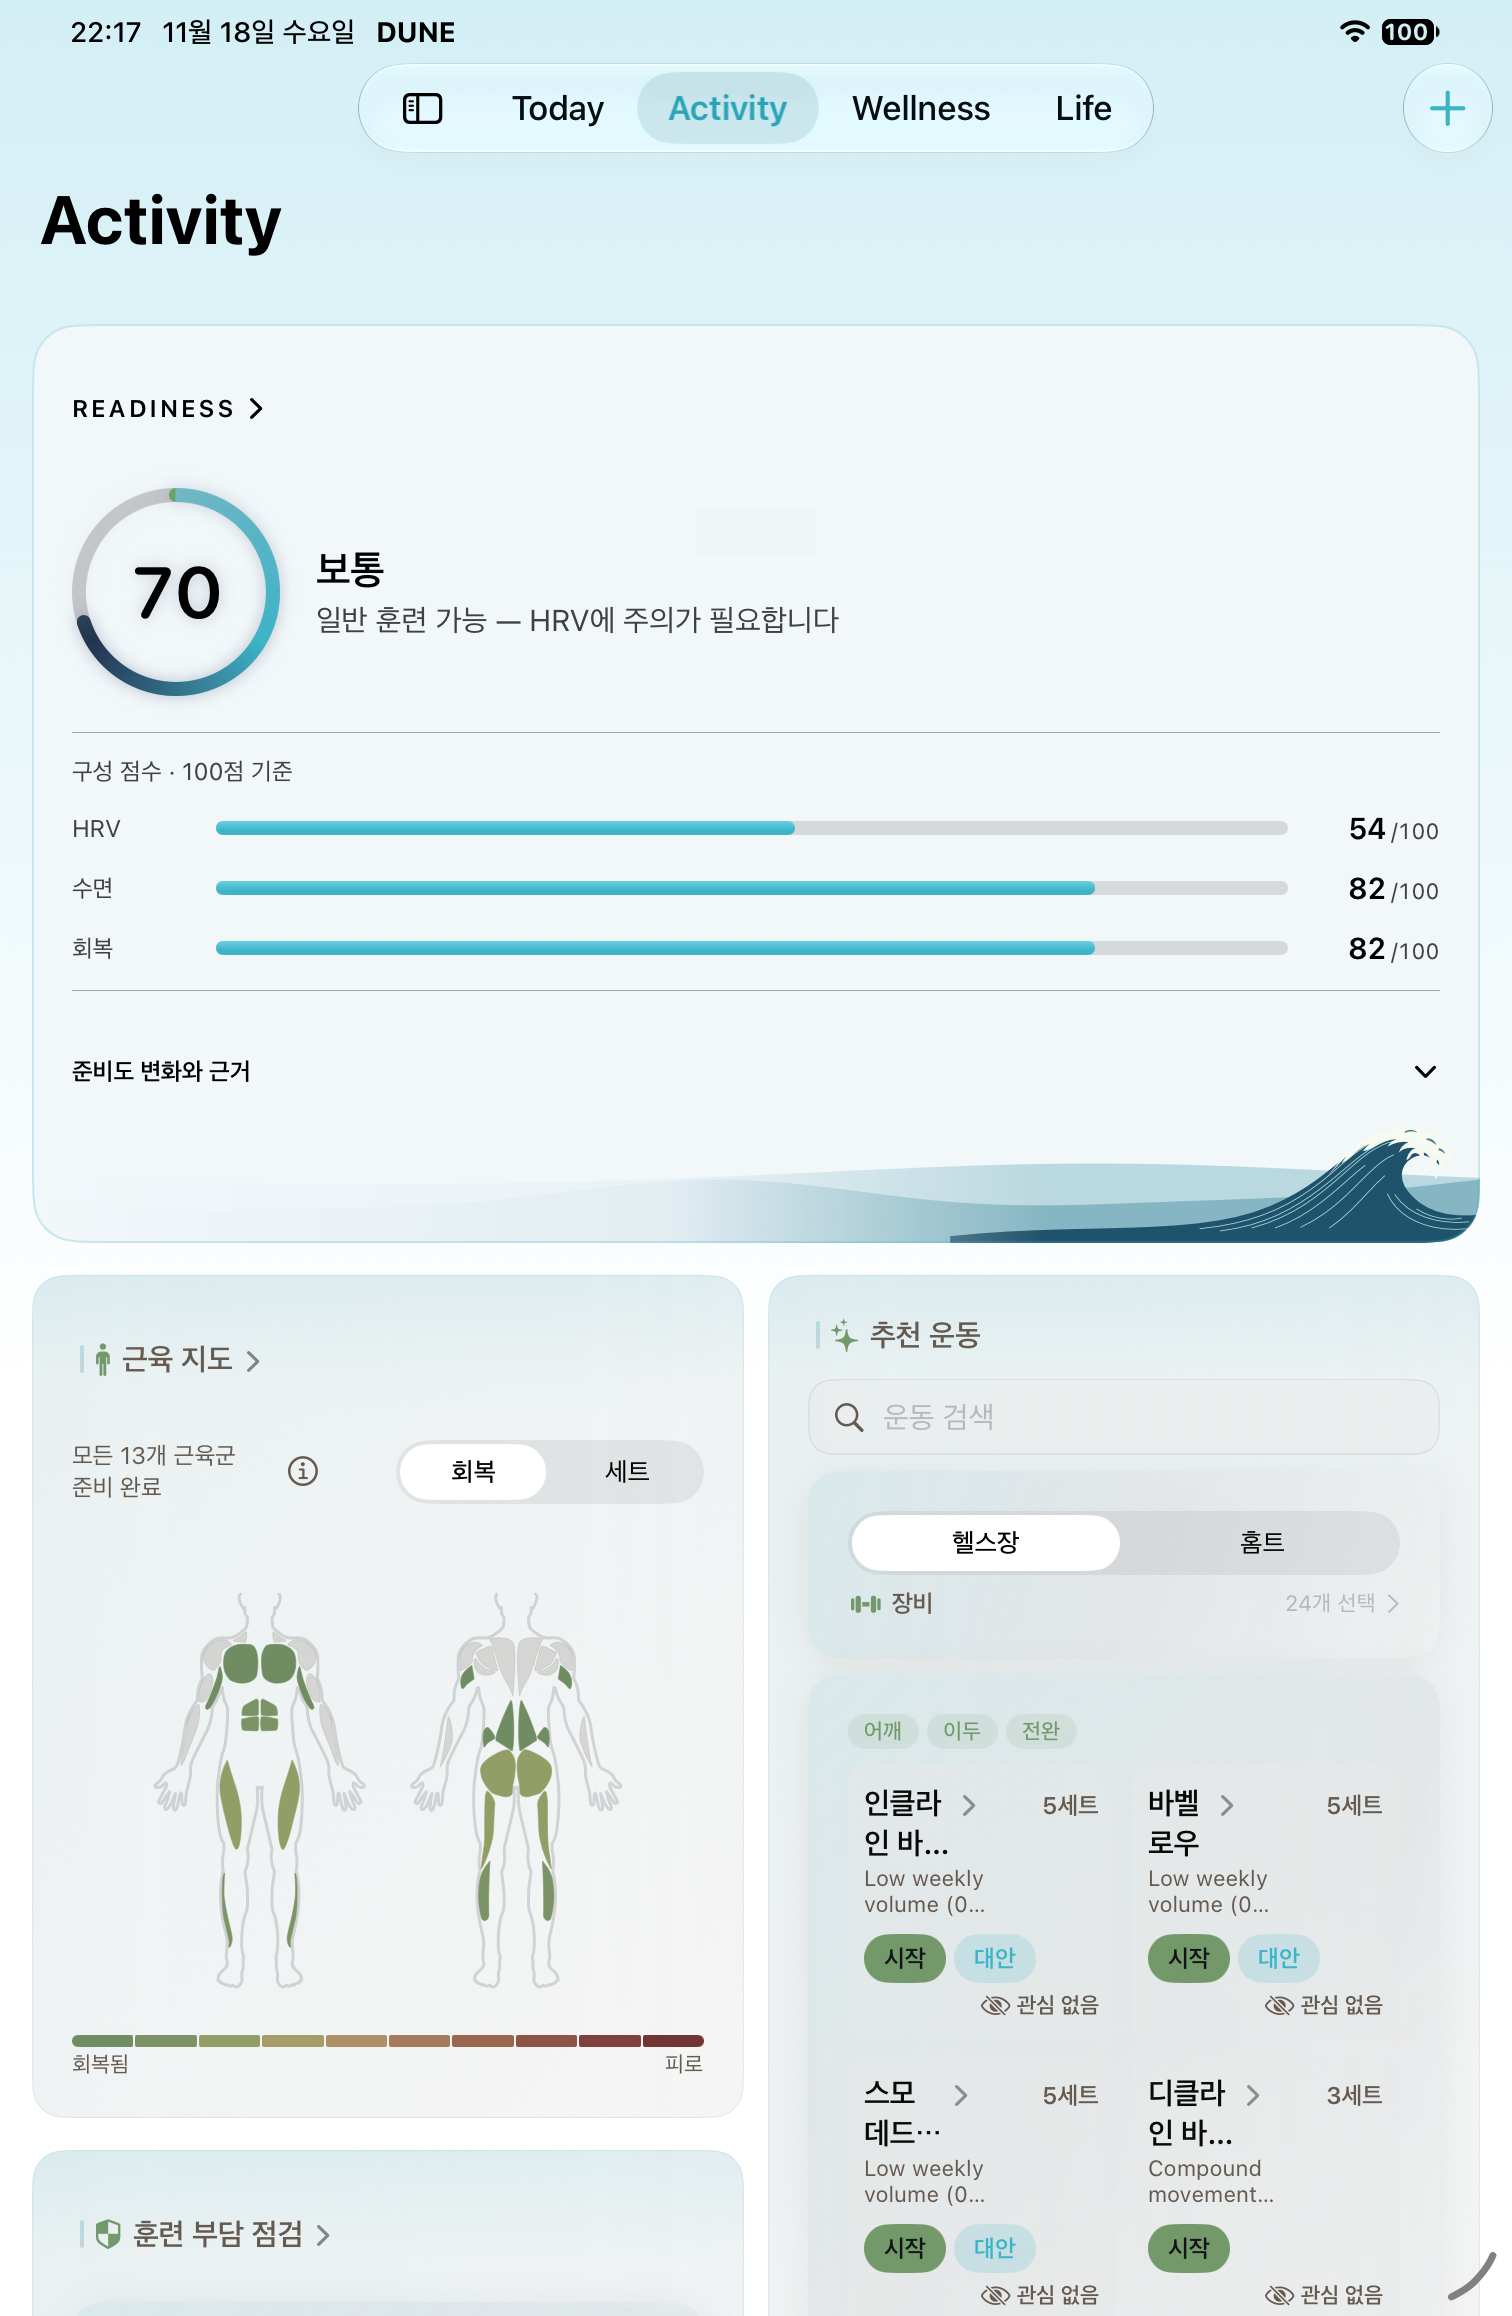 22:17 11월 18일 수요일 DUNE
100
Today Activity Wellness Life
Activity
READINESS
70
보통
일반 훈련 가능 — HRV에 주의가 필요합니다
구성 점수 · 100점 기준
HRV 54 /100
수면 82 /100
회복 82 /100
준비도 변화와 근거
근육 지도
모든 13개 근육군
준비 완료
회복 세트
회복됨 피로
훈련 부담 점검
추천 운동
운동 검색
헬스장 홈트
장비 24개 선택
어깨 이두 전완
인클라 5세트
인 바...
Low weekly
volume (0...
시작 대안
관심 없음
바벨 5세트
로우
Low weekly
volume (0...
시작 대안
관심 없음
스모 5세트
데드...
Low weekly
volume (0...
시작 대안
관심 없음
디클라 3세트
인 바...
Compound
movement...
시작
관심 없음